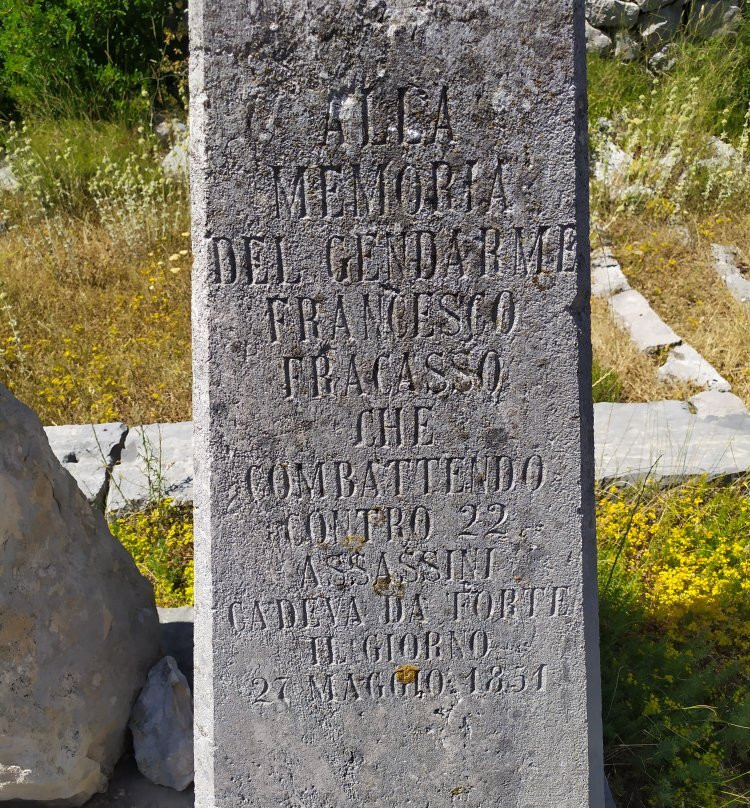 ALLA
MEMORIA
DEL GENDARME
FRANCESCO
FRACASSO
CHE
COMBATTENDO
CONTRO 22
ASSASSINI
CADEVA DA FORTE
IL GIORNO
27 MAGGIO 1851